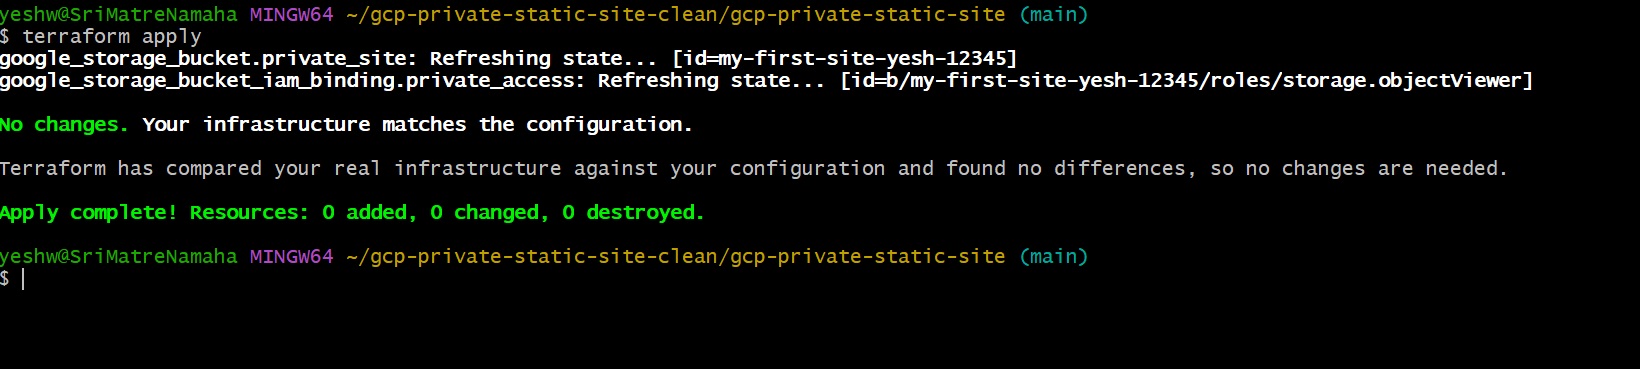 yeshw@SriMatreNamaha MINGW64 ~/gcp-private-static-site-clean/gcp-private-static-site (main)
$ terraform apply
google_storage_bucket.private_site: Refreshing state... [id=my-first-site-yesh-12345]
google_storage_bucket_iam_binding.private_access: Refreshing state... [id=b/my-first-site-yesh-12345/roles/storage.objectViewer]
No changes. Your infrastructure matches the configuration.
Terraform has compared your real infrastructure against your configuration and found no differences, so no changes are needed.
Apply complete! Resources: 0 added, 0 changed, 0 destroyed.
yeshw@SriMatreNamaha MINGW64 ~/gcp-private-static-site-clean/gcp-private-static-site (main)
$